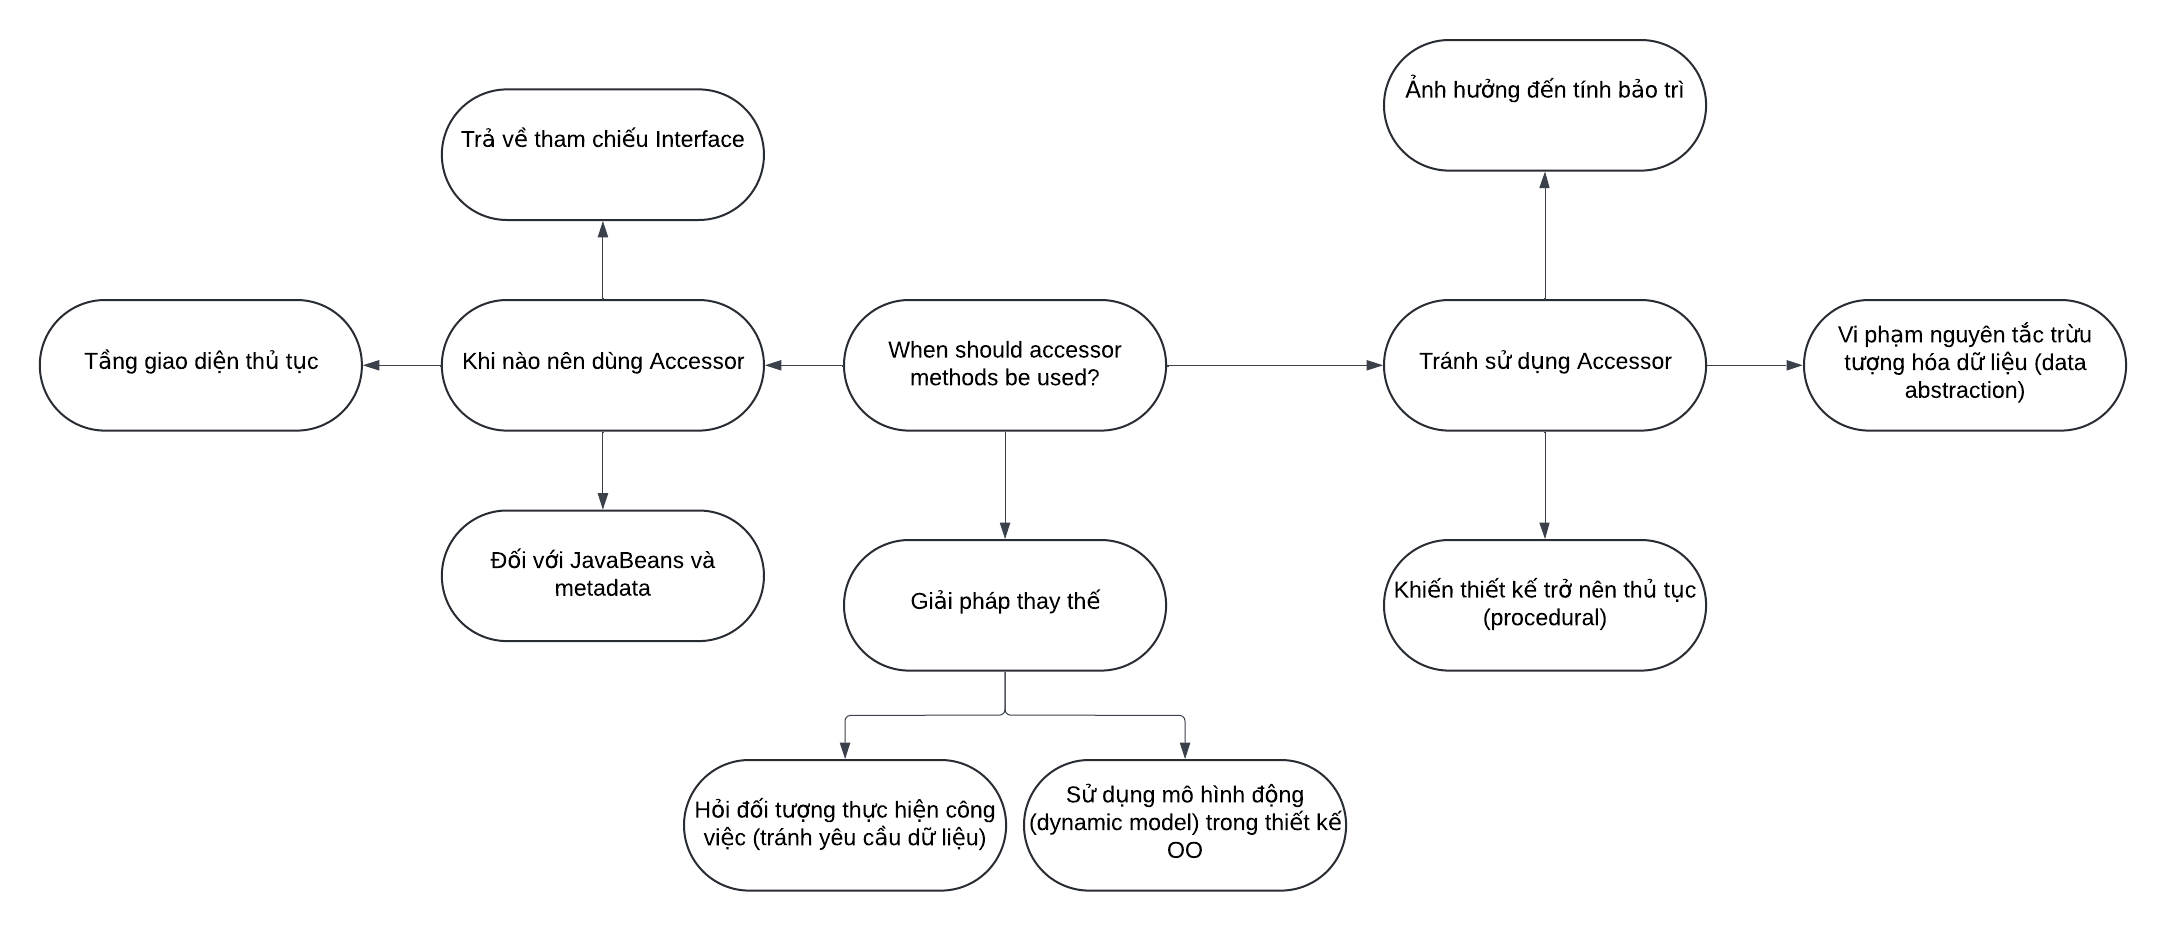 Ảnh hưởng đến tính bảo trì
Trả về tham chiếu Interface
Tầng giao diện thủ tục
Khi nào nên dùng Accessor
When should accessor
methods be used?
Tránh sử dụng Accessor
Vi phạm nguyên tắc trừu
tượng hóa dữ liệu (data
abstraction)
Đối với JavaBeans và
metadata
Giải pháp thay thế
Khiến thiết kế trở nên thủ tục
(procedural)
Hỏi đối tượng thực hiện công
việc (tránh yêu cầu dữ liệu)
Sử dụng mô hình động
(dynamic model) trong thiết kế
OO